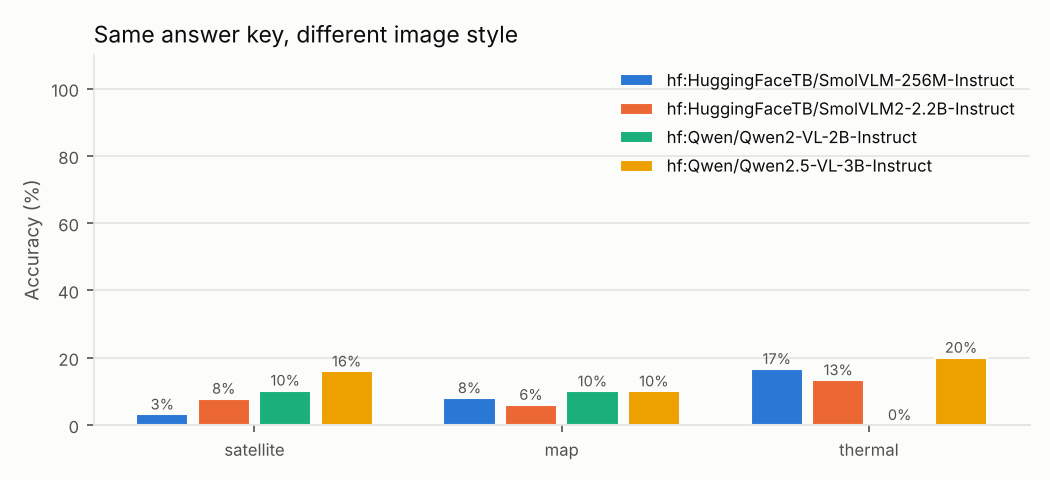 Same answer key, different image style
hf:HuggingFaceTB/SmolVLM-256M-Instruct
hf:HuggingFaceTB/SmolVLM2-2.2B-Instruct
hf:Qwen/Qwen2-VL-2B-Instruct
hf:Qwen/Qwen2.5-VL-3B-Instruct
Accuracy (%)
100
80
60
40
20
0
3% 8% 10% 16%
8% 6% 10% 10%
17% 13% 0% 20%
satellite map thermal